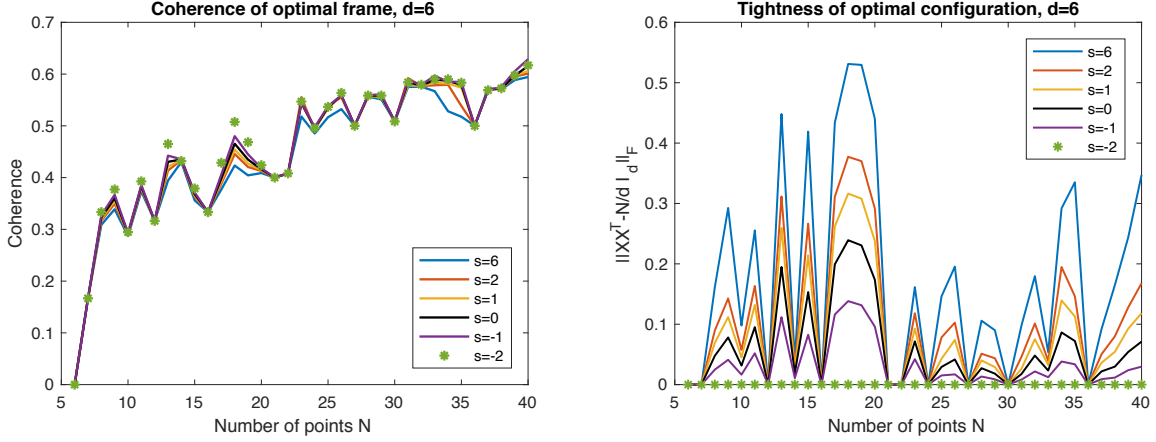 Coherence of optimal frame, d=6
0.7
0.6
0.5
0.4
0.3
0.2
0.1
0
Coherence
5 10 15 20 25 30 35 40
Number of points N
s=6
s=2
s=1
s=0
s=-1
s=-2
Tightness of optimal configuration, d=6
0.6
0.5
0.4
0.3
0.2
0.1
0
||XX^T-N/d I_d||_F
5 10 15 20 25 30 35 40
Number of points N
s=6
s=2
s=1
s=0
s=-1
s=-2